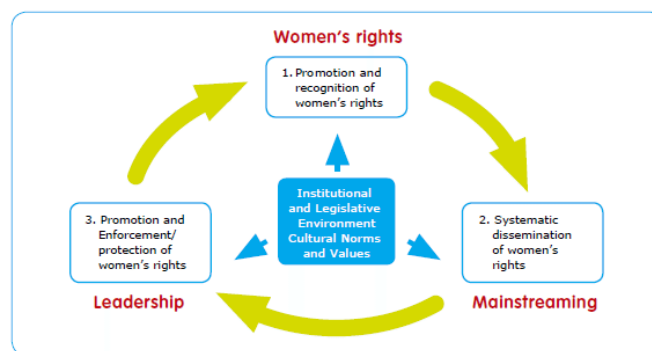 Women's rights
1. Promotion and
recognition of
women's rights
Institutional
and Legislative
Environment
Cultural Norms
and Values
3. Promotion and
Enforcement/
protection of
women's rights
2. Systematic
dissemination
of women's
rights
Leadership
Mainstreaming